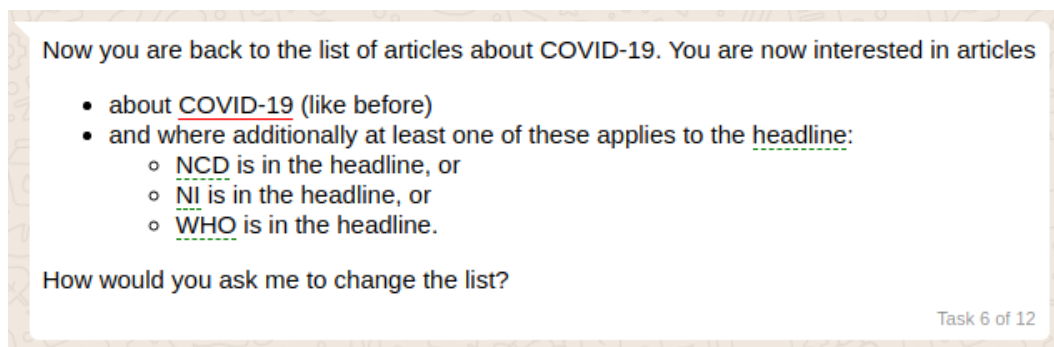 Now you are back to the list of articles about COVID-19. You are now interested in articles
• about COVID-19 (like before)
• and where additionally at least one of these applies to the headline:
◦ NCD is in the headline, or
◦ NI is in the headline, or
◦ WHO is in the headline.
How would you ask me to change the list?
Task 6 of 12